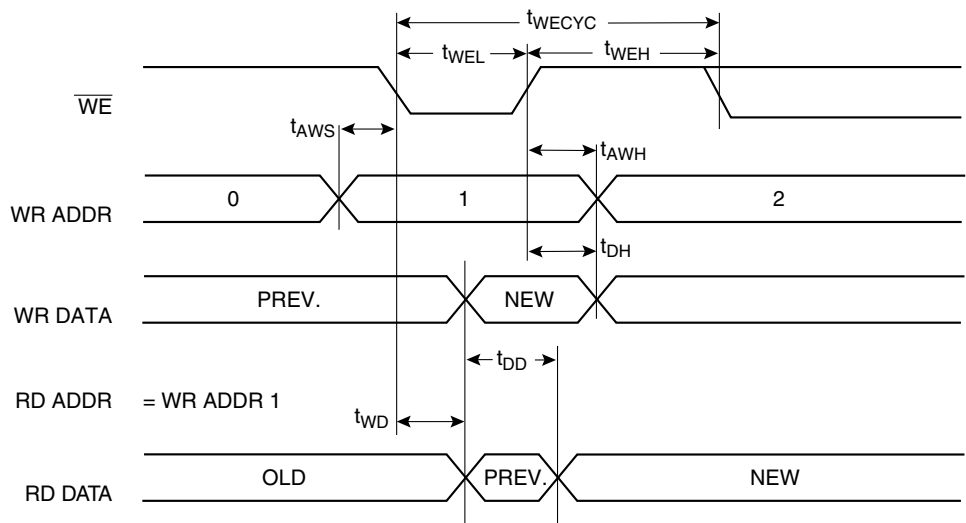 tWECYC
tWEL
tWEH
WE
tAWS
tAWH
WR ADDR
0
1
2
tDH
WR DATA
PREV.
NEW
tDD
RD ADDR = WR ADDR 1
tWD
RD DATA
OLD
PREV.
NEW